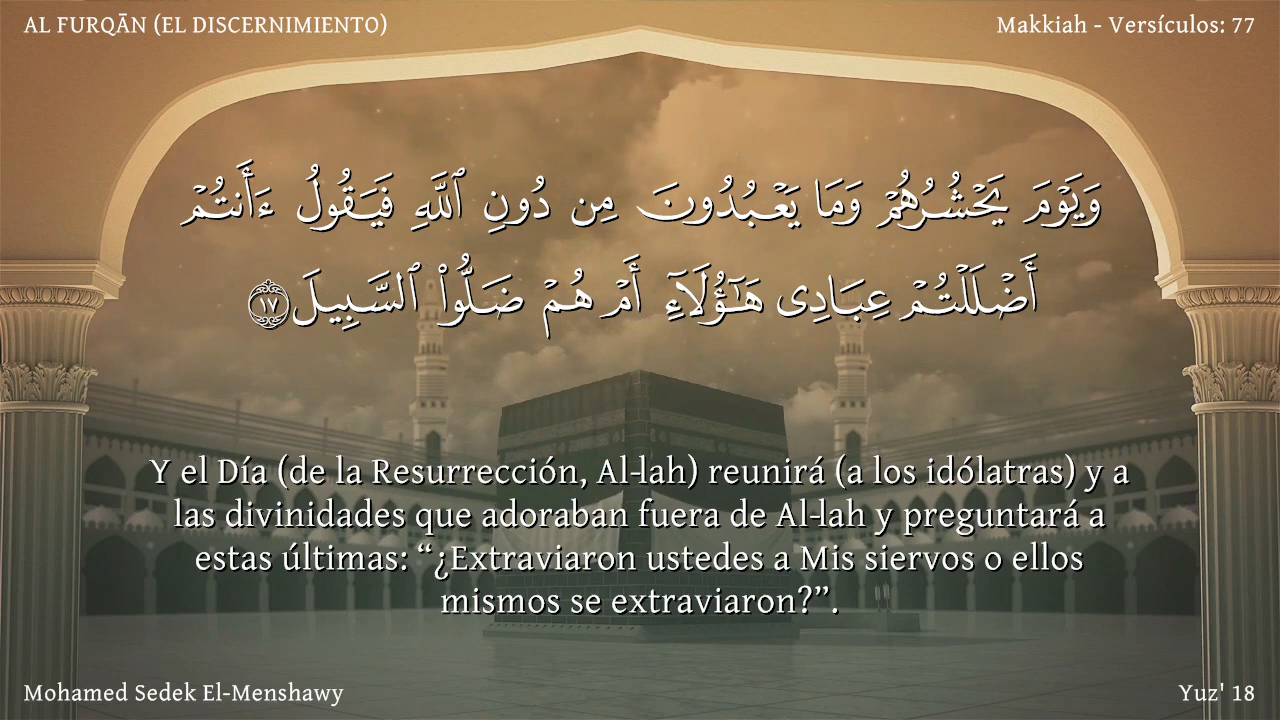 AL FURQĀN (EL DISCERNIMIENTO)
Makkiah - Versículos: 77
وَيَوْمَ يَحْشُرُهُمْ وَمَا يَعْبُدُونَ مِن دُونِ ٱللَّهِ فَيَقُولُ ءَأَنتُمْ
أَضْلَلْتُمْ عِبَادِى هَٰٓؤُلَآءِ أَمْ هُمْ ضَلُّوا۟ ٱلسَّبِيلَ ١٧
Y el Día (de la Resurrección, Al-lah) reunirá (a los idólatras) y a
las divinidades que adoraban fuera de Al-lah y preguntará a
estas últimas: “¿Extraviaron ustedes a Mis siervos o ellos
mismos se extraviaron?”.
Mohamed Sedek El-Menshawy
Yuz' 18